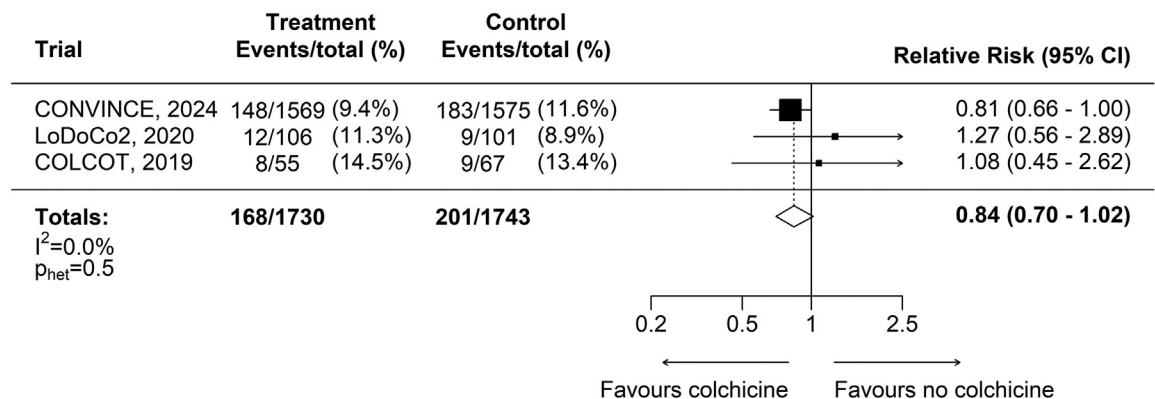 Treatment Control
Trial Events/total (%) Events/total (%) Relative Risk (95% CI)
CONVINCE, 2024 148/1569 (9.4%) 183/1575 (11.6%) 0.81 (0.66 - 1.00)
LoDoCo2, 2020 12/106 (11.3%) 9/101 (8.9%) 1.27 (0.56 - 2.89)
COLCOT, 2019 8/55 (14.5%) 9/67 (13.4%) 1.08 (0.45 - 2.62)
Totals: 168/1730 201/1743 0.84 (0.70 - 1.02)
I²=0.0%
phet=0.5
0.2 0.5 1 2.5
Favours colchicine Favours no colchicine